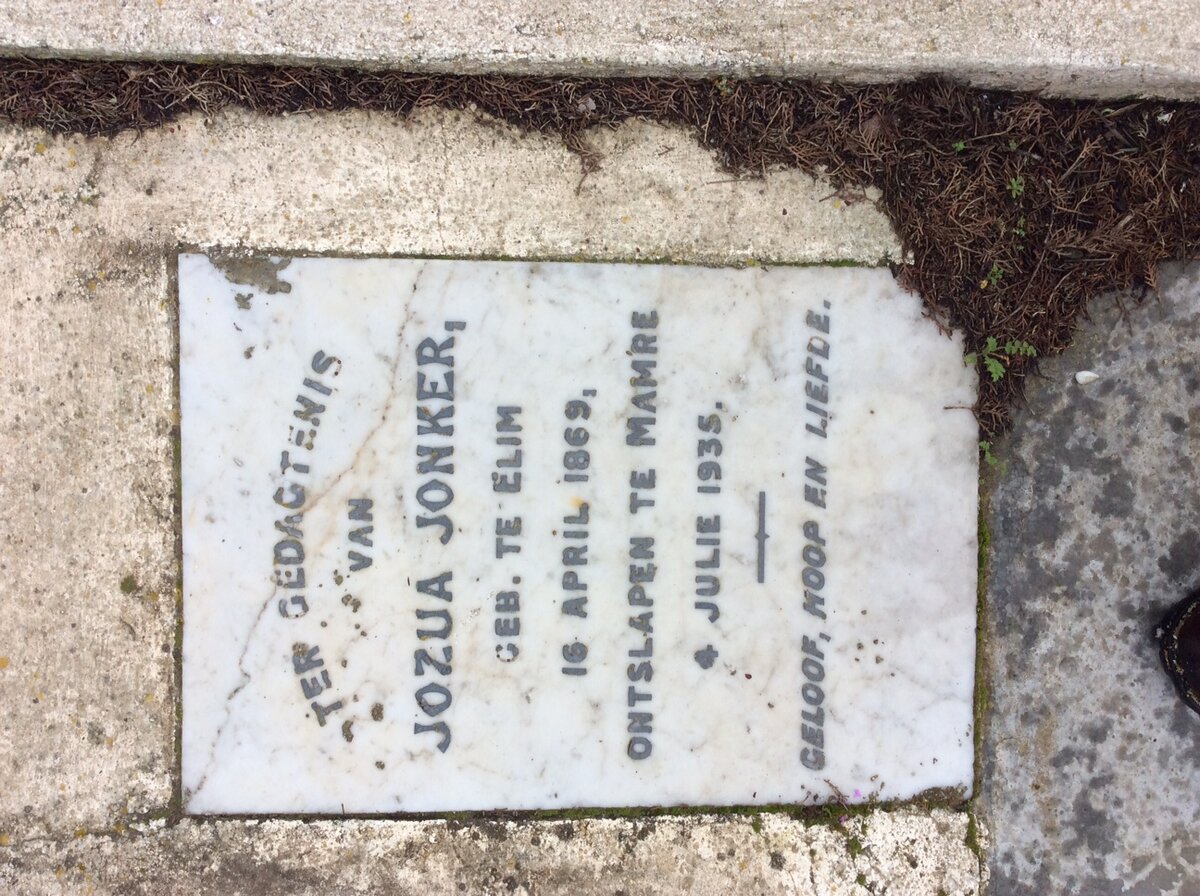 TER GEDAGTENIS
VAN
JOZUA JONKER,
GEB. TE ELIM
16 APRIL 1869,
ONTSLAPEN TE MAMRE
4 JULIE 1935.
GELOOF, HOOP EN LIEFDE.